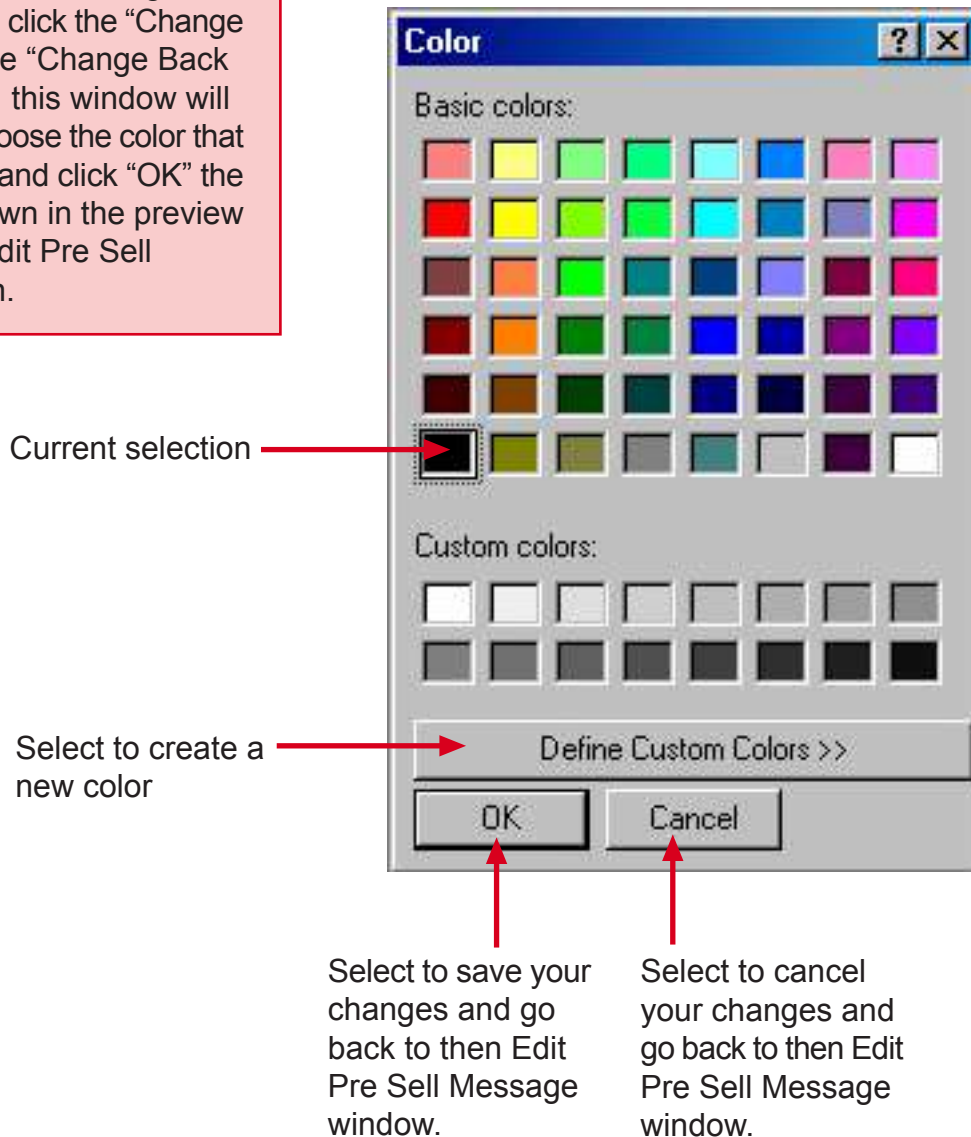 click the “Change
e “Change Back
this window will
oose the color that
and click “OK” the
wn in the preview
dit Pre Sell
n.
Color
Basic colors:
Current selection
Custom colors:
Select to create a
new color
Define Custom Colors >>
OK
Cancel
Select to save your
changes and go
back to then Edit
Pre Sell Message
window.
Select to cancel
your changes and
go back to then Edit
Pre Sell Message
window.